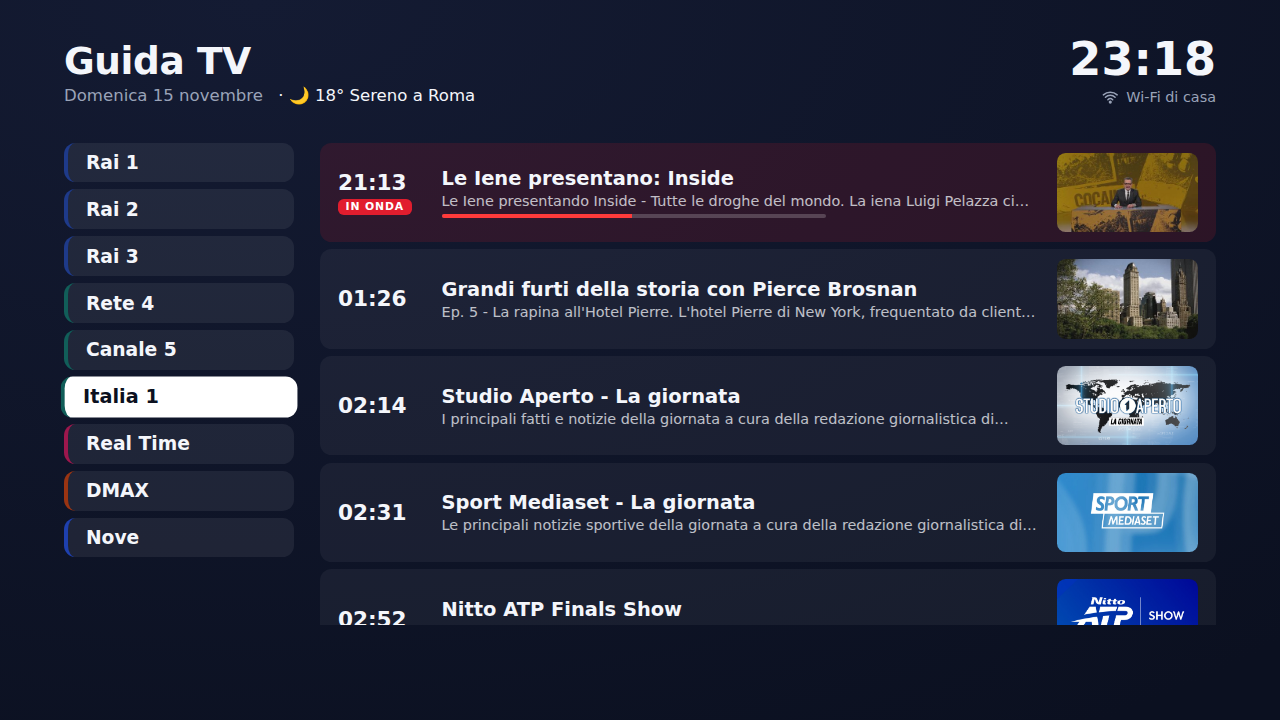 Guida TV
Domenica 15 novembre · 🌙 18° Sereno a Roma
23:18
Wi-Fi di casa
Rai 1
Rai 2
Rai 3
Rete 4
Canale 5
Italia 1
Real Time
DMAX
Nove
21:13
IN ONDA
Le Iene presentano: Inside
Le Iene presentando Inside - Tutte le droghe del mondo. La iena Luigi Pelazza ci…
01:26
Grandi furti della storia con Pierce Brosnan
Ep. 5 - La rapina all'Hotel Pierre. L'hotel Pierre di New York, frequentato da client…
02:14
Studio Aperto - La giornata
I principali fatti e notizie della giornata a cura della redazione giornalistica di…
STUDIO APERTO
LA GIORNATA
02:31
Sport Mediaset - La giornata
Le principali notizie sportive della giornata a cura della redazione giornalistica di…
SPORT
MEDIASET
02:52
Nitto ATP Finals Show
Nitto
ATP
SHOW